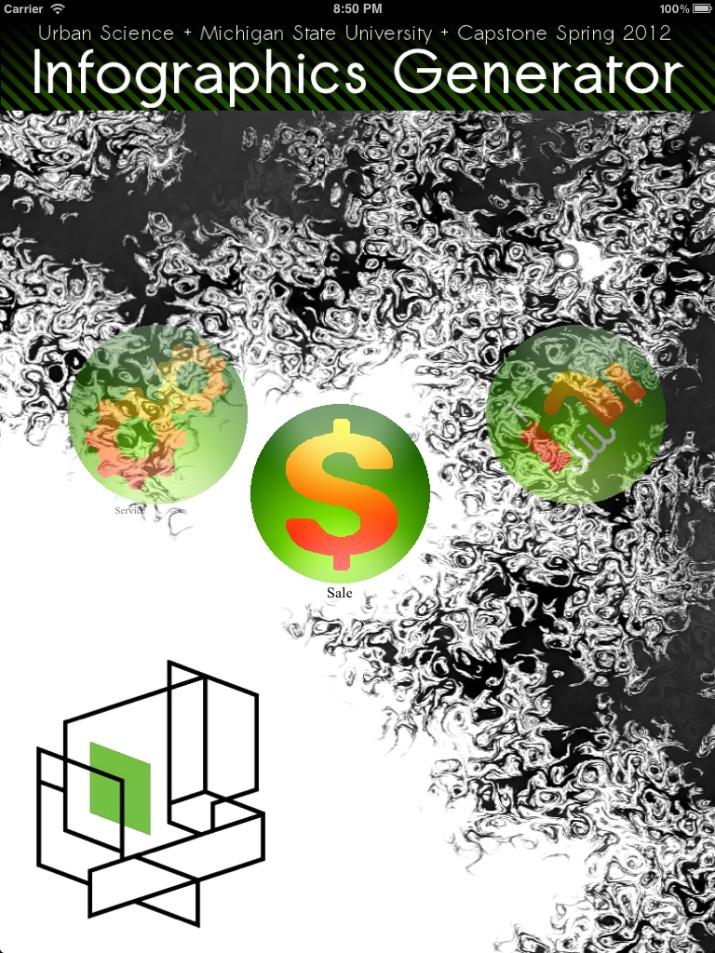 Carrier 8:50 PM 100%
Urban Science + Michigan State University + Capstone Spring 2012
Infographics Generator
$
Service
Sale